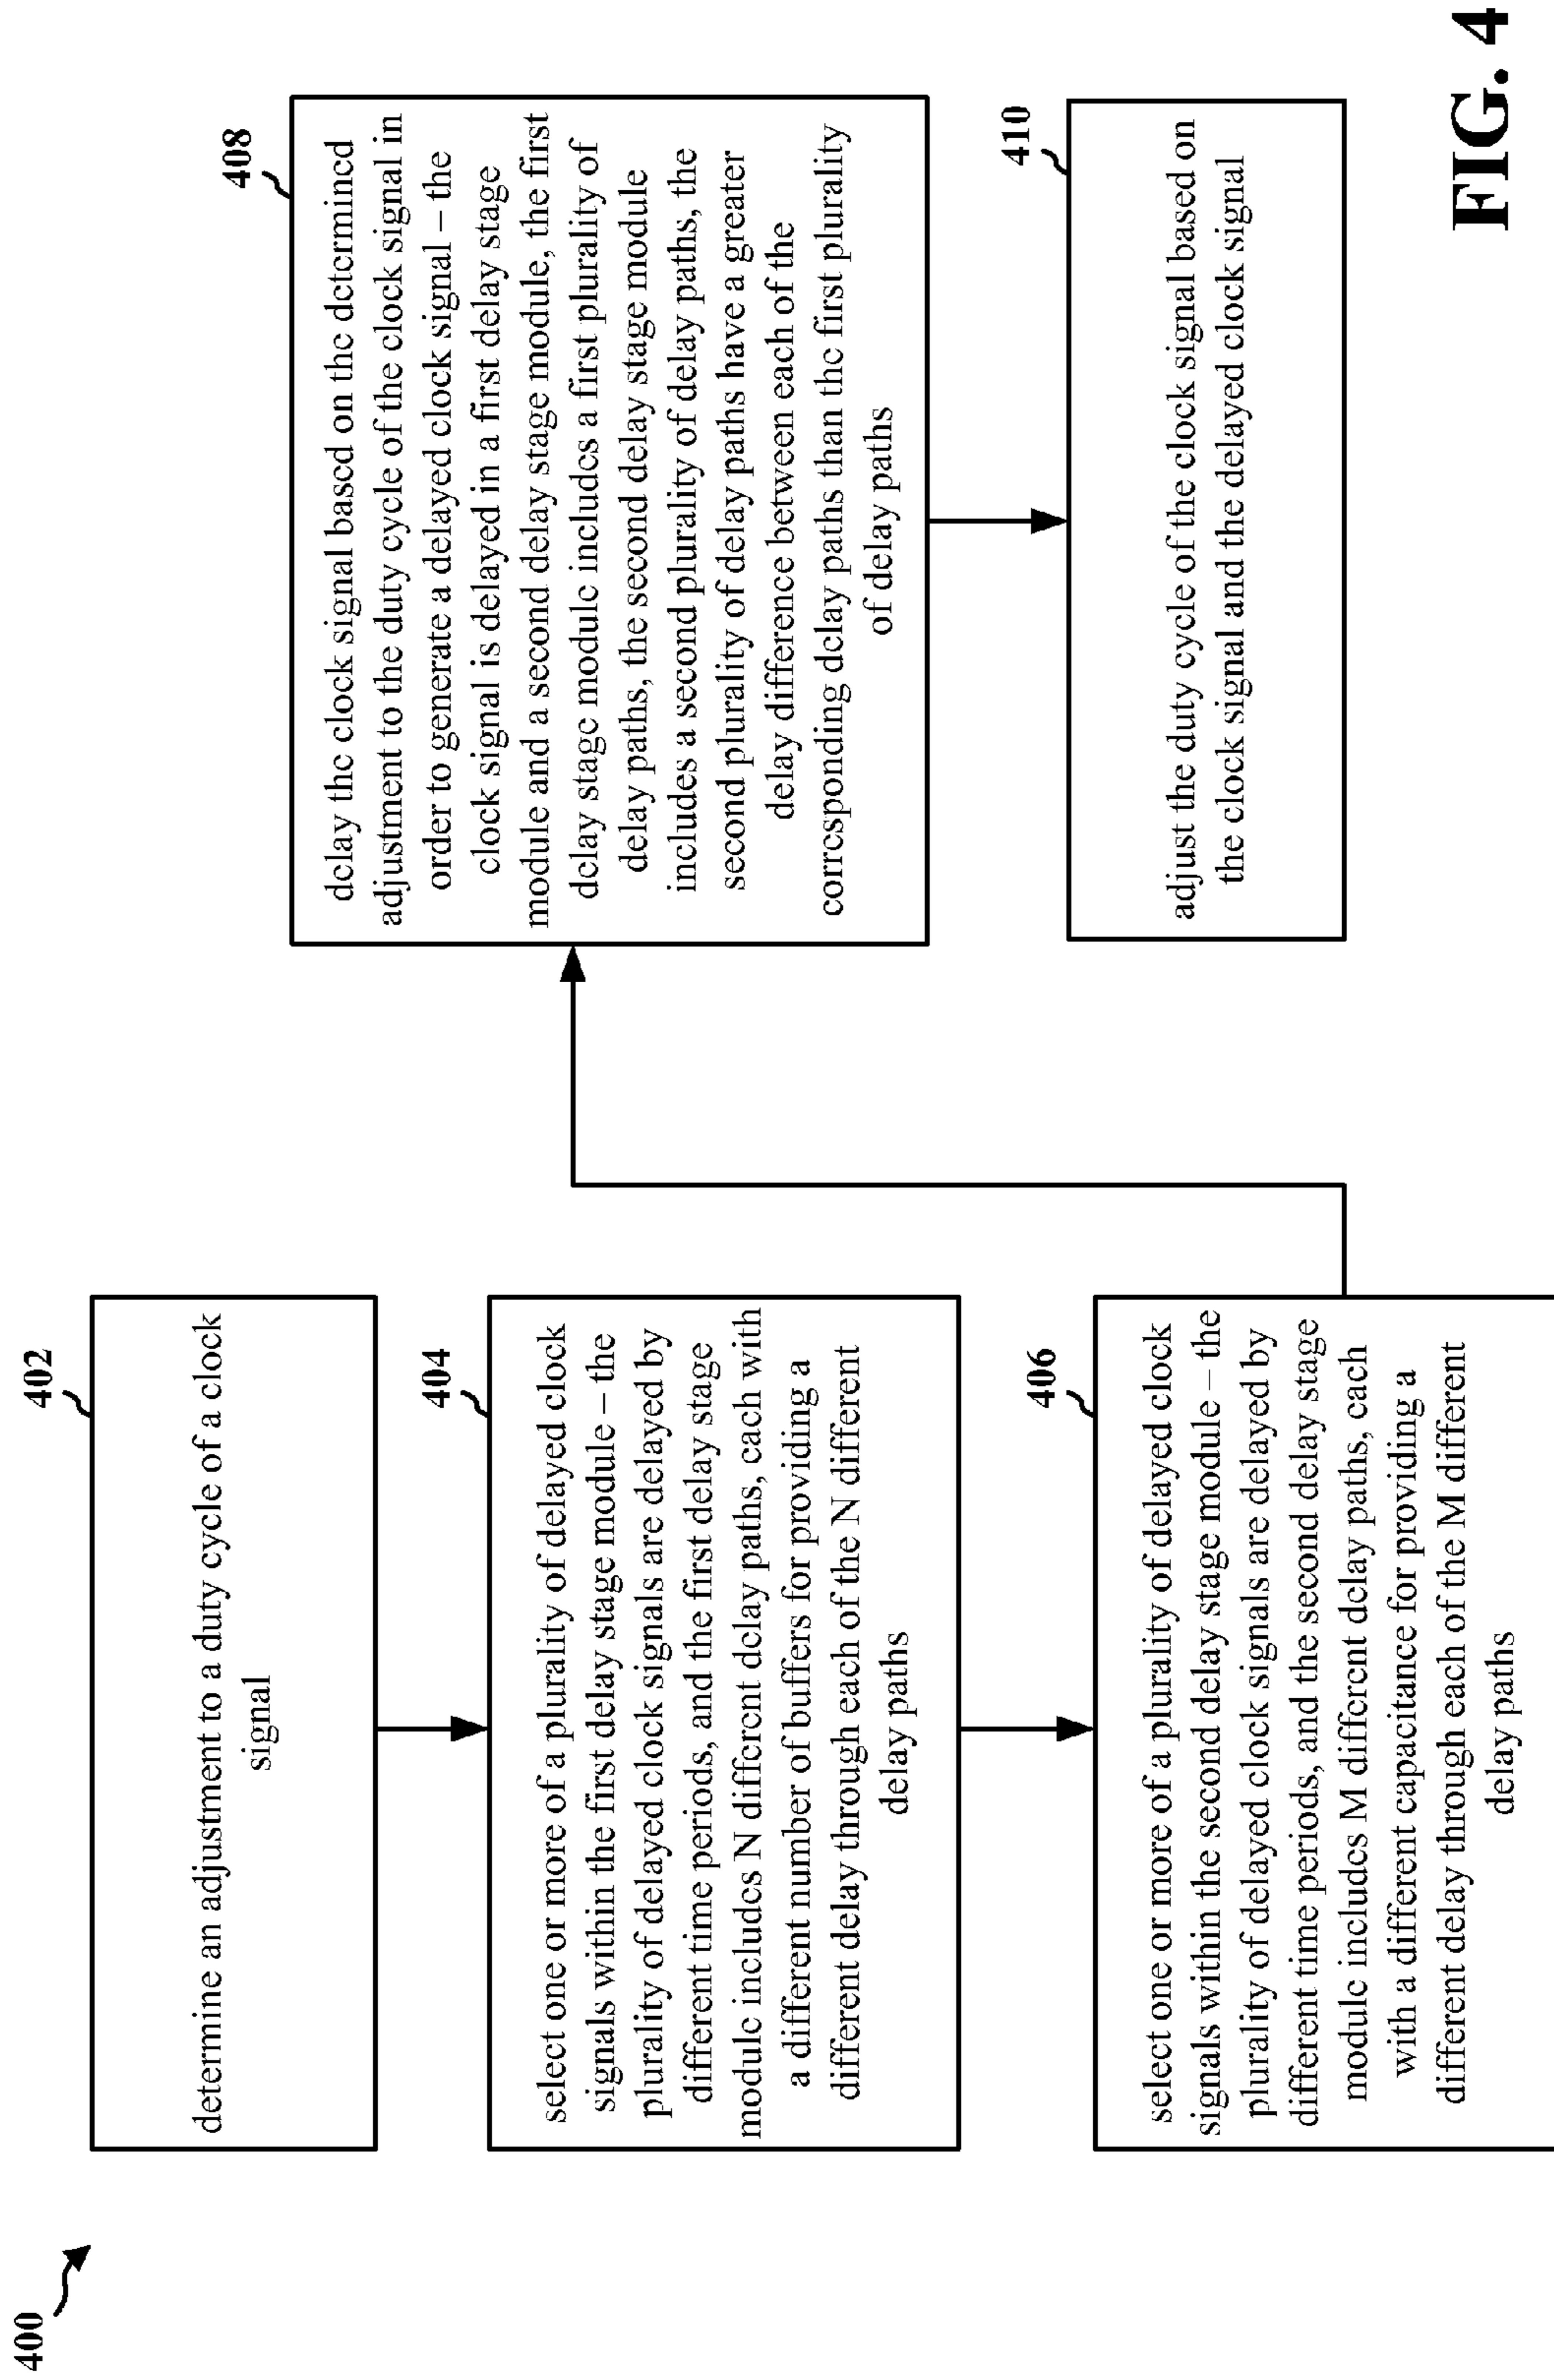 400
402
determine an adjustment to a duty cycle of a clock
signal
404
select one or more of a plurality of delayed clock
signals within the first delay stage module – the
plurality of delayed clock signals are delayed by
different time periods, and the first delay stage
module includes N different delay paths, each with
a different number of buffers for providing a
different delay through each of the N different
delay paths
406
select one or more of a plurality of delayed clock
signals within the second delay stage module – the
plurality of delayed clock signals are delayed by
different time periods, and the second delay stage
module includes M different delay paths, each
with a different capacitance for providing a
different delay through each of the M different
delay paths
408
delay the clock signal based on the determined
adjustment to the duty cycle of the clock signal in
order to generate a delayed clock signal – the
clock signal is delayed in a first delay stage
module and a second delay stage module, the first
delay stage module includes a first plurality of
delay paths, the second delay stage module
includes a second plurality of delay paths, the
second plurality of delay paths have a greater
delay difference between each of the
corresponding delay paths than the first plurality
of delay paths
410
adjust the duty cycle of the clock signal based on
the clock signal and the delayed clock signal
FIG. 4